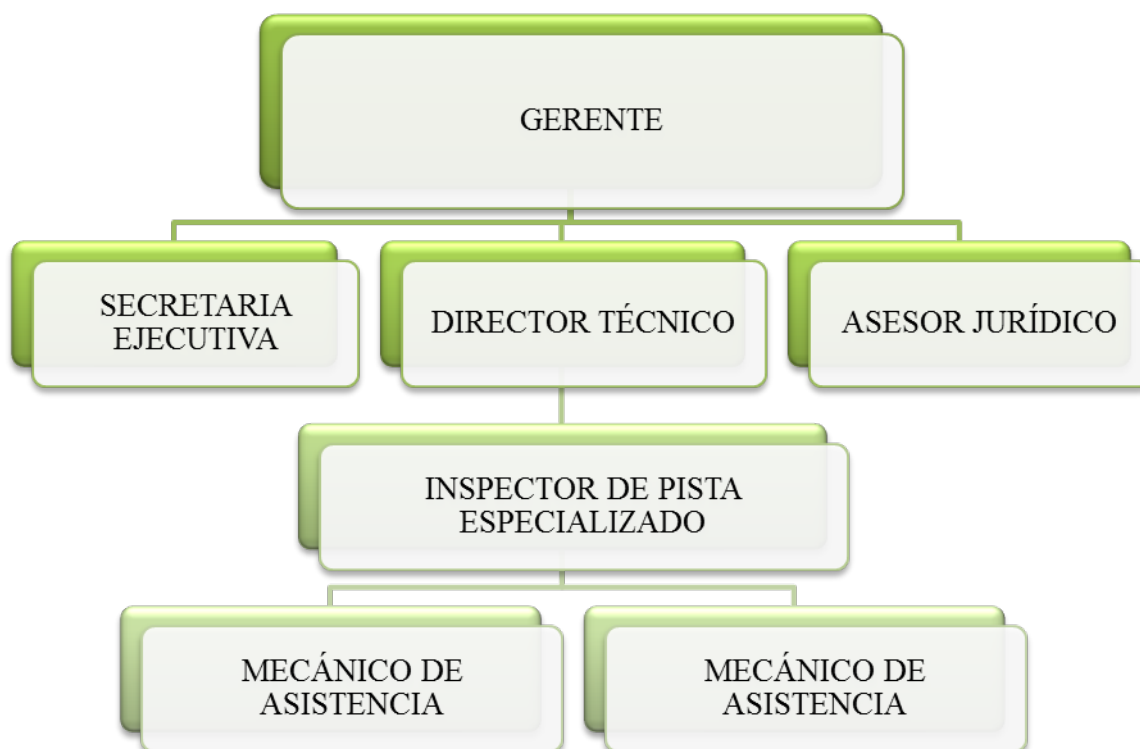 GERENTE
SECRETARIA
EJECUTIVA
DIRECTOR TÉCNICO
ASESOR JURÍDICO
INSPECTOR DE PISTA
ESPECIALIZADO
MECÁNICO DE
ASISTENCIA
MECÁNICO DE
ASISTENCIA